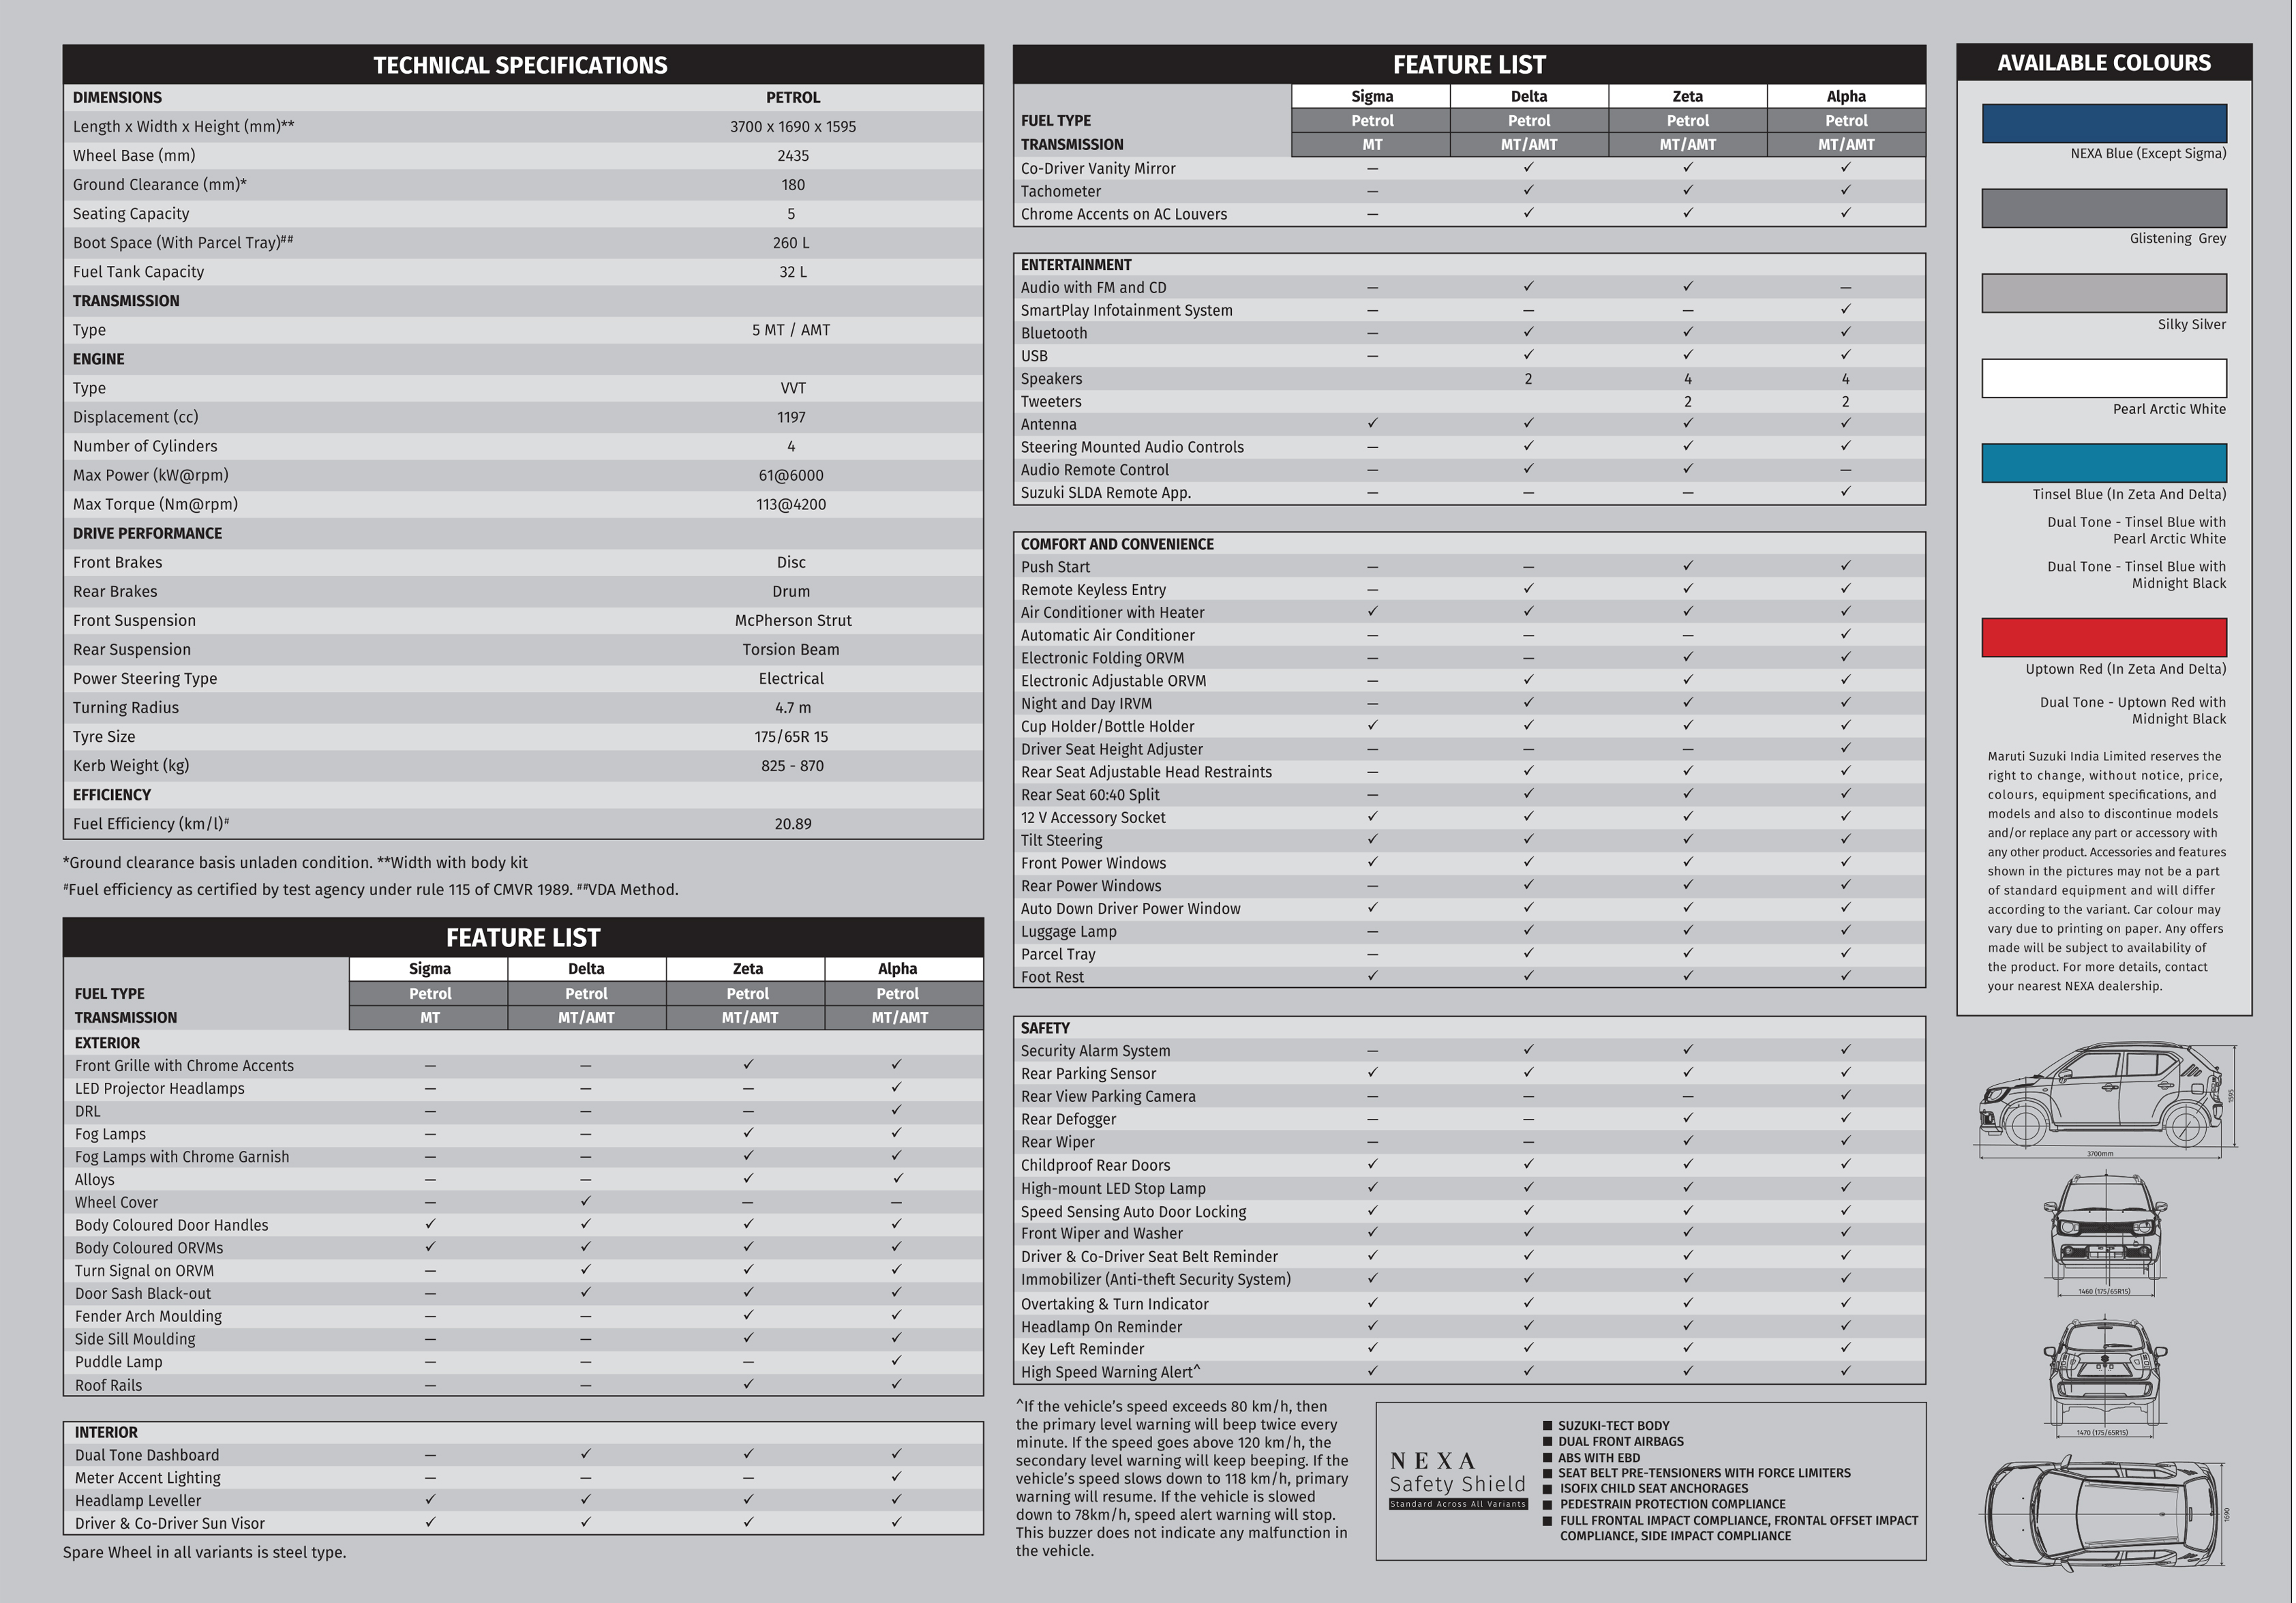 TECHNICAL SPECIFICATIONS
DIMENSIONS PETROL
Length x Width x Height (mm)** 3700 x 1690 x 1595
Wheel Base (mm) 2435
Ground Clearance (mm)* 180
Seating Capacity 5
Boot Space (With Parcel Tray)## 260 L
Fuel Tank Capacity 32 L
TRANSMISSION
Type 5 MT / AMT
ENGINE
Type VVT
Displacement (cc) 1197
Number of Cylinders 4
Max Power (kW@rpm) 61@6000
Max Torque (Nm@rpm) 113@4200
DRIVE PERFORMANCE
Front Brakes Disc
Rear Brakes Drum
Front Suspension McPherson Strut
Rear Suspension Torsion Beam
Power Steering Type Electrical
Turning Radius 4.7 m
Tyre Size 175/65R 15
Kerb Weight (kg) 825 - 870
EFFICIENCY
Fuel Efficiency (km/l)# 20.89
*Ground clearance basis unladen condition. **Width with body kit
#Fuel efficiency as certified by test agency under rule 115 of CMVR 1989. ##VDA Method.
FEATURE LIST
Sigma Delta Zeta Alpha
FUEL TYPE Petrol Petrol Petrol Petrol
TRANSMISSION MT MT/AMT MT/AMT MT/AMT
EXTERIOR
Front Grille with Chrome Accents – – ✓ ✓
LED Projector Headlamps – – – ✓
DRL – – – ✓
Fog Lamps – – ✓ ✓
Fog Lamps with Chrome Garnish – – ✓ ✓
Alloys – – ✓ ✓
Wheel Cover – ✓ – –
Body Coloured Door Handles ✓ ✓ ✓ ✓
Body Coloured ORVMs ✓ ✓ ✓ ✓
Turn Signal on ORVM – ✓ ✓ ✓
Door Sash Black-out – ✓ ✓ ✓
Fender Arch Moulding – – ✓ ✓
Side Sill Moulding – – ✓ ✓
Puddle Lamp – – – ✓
Roof Rails – – ✓ ✓
INTERIOR
Dual Tone Dashboard – ✓ ✓ ✓
Meter Accent Lighting – – – ✓
Headlamp Leveller ✓ ✓ ✓ ✓
Driver & Co-Driver Sun Visor ✓ ✓ ✓ ✓
Spare Wheel in all variants is steel type.
FEATURE LIST
Sigma Delta Zeta Alpha
FUEL TYPE Petrol Petrol Petrol Petrol
TRANSMISSION MT MT/AMT MT/AMT MT/AMT
Co-Driver Vanity Mirror – ✓ ✓ ✓
Tachometer – ✓ ✓ ✓
Chrome Accents on AC Louvers – ✓ ✓ ✓
ENTERTAINMENT
Audio with FM and CD – ✓ ✓ –
SmartPlay Infotainment System – – – ✓
Bluetooth – ✓ ✓ ✓
USB – ✓ ✓ ✓
Speakers 2 4 4
Tweeters 2 2
Antenna ✓ ✓ ✓ ✓
Steering Mounted Audio Controls – ✓ ✓ ✓
Audio Remote Control – ✓ ✓ –
Suzuki SLDA Remote App. – – – ✓
COMFORT AND CONVENIENCE
Push Start – – ✓ ✓
Remote Keyless Entry – ✓ ✓ ✓
Air Conditioner with Heater ✓ ✓ ✓ ✓
Automatic Air Conditioner – – – ✓
Electronic Folding ORVM – – ✓ ✓
Electronic Adjustable ORVM – ✓ ✓ ✓
Night and Day IRVM – ✓ ✓ ✓
Cup Holder/Bottle Holder ✓ ✓ ✓ ✓
Driver Seat Height Adjuster – – – ✓
Rear Seat Adjustable Head Restraints – ✓ ✓ ✓
Rear Seat 60:40 Split – ✓ ✓ ✓
12 V Accessory Socket ✓ ✓ ✓ ✓
Tilt Steering ✓ ✓ ✓ ✓
Front Power Windows ✓ ✓ ✓ ✓
Rear Power Windows – ✓ ✓ ✓
Auto Down Driver Power Window ✓ ✓ ✓ ✓
Luggage Lamp – ✓ ✓ ✓
Parcel Tray – ✓ ✓ ✓
Foot Rest ✓ ✓ ✓ ✓
SAFETY
Security Alarm System – ✓ ✓ ✓
Rear Parking Sensor ✓ ✓ ✓ ✓
Rear View Parking Camera – – – ✓
Rear Defogger – – ✓ ✓
Rear Wiper – – ✓ ✓
Childproof Rear Doors ✓ ✓ ✓ ✓
High-mount LED Stop Lamp ✓ ✓ ✓ ✓
Speed Sensing Auto Door Locking ✓ ✓ ✓ ✓
Front Wiper and Washer ✓ ✓ ✓ ✓
Driver & Co-Driver Seat Belt Reminder ✓ ✓ ✓ ✓
Immobilizer (Anti-theft Security System) ✓ ✓ ✓ ✓
Overtaking & Turn Indicator ✓ ✓ ✓ ✓
Headlamp On Reminder ✓ ✓ ✓ ✓
Key Left Reminder ✓ ✓ ✓ ✓
High Speed Warning Alert^ ✓ ✓ ✓ ✓
^If the vehicle's speed exceeds 80 km/h, then
the primary level warning will beep twice every
minute. If the speed goes above 120 km/h, the
secondary level warning will keep beeping. If the
vehicle's speed slows down to 118 km/h, primary
warning will resume. If the vehicle is slowed
down to 78km/h, speed alert warning will stop.
This buzzer does not indicate any malfunction in
the vehicle.
NEXA
Safety Shield
Standard Across All Variants
■ SUZUKI-TECT BODY
■ DUAL FRONT AIRBAGS
■ ABS WITH EBD
■ SEAT BELT PRE-TENSIONERS WITH FORCE LIMITERS
■ ISOFIX CHILD SEAT ANCHORAGES
■ PEDESTRAIN PROTECTION COMPLIANCE
■ FULL FRONTAL IMPACT COMPLIANCE, FRONTAL OFFSET IMPACT
COMPLIANCE, SIDE IMPACT COMPLIANCE
AVAILABLE COLOURS
NEXA Blue (Except Sigma)
Glistening Grey
Silky Silver
Pearl Arctic White
Tinsel Blue (In Zeta And Delta)
Dual Tone - Tinsel Blue with
Pearl Arctic White
Dual Tone - Tinsel Blue with
Midnight Black
Uptown Red (In Zeta And Delta)
Dual Tone - Uptown Red with
Midnight Black
Maruti Suzuki India Limited reserves the
right to change, without notice, price,
colours, equipment specifications, and
models and also to discontinue models
and/or replace any part or accessory with
any other product. Accessories and features
shown in the pictures may not be a part
of standard equipment and will differ
according to the variant. Car colour may
vary due to printing on paper. Any offers
made will be subject to availability of
the product. For more details, contact
your nearest NEXA dealership.
1595
3700mm
1460 (175/65R15)
1470 (175/65R15)
1690